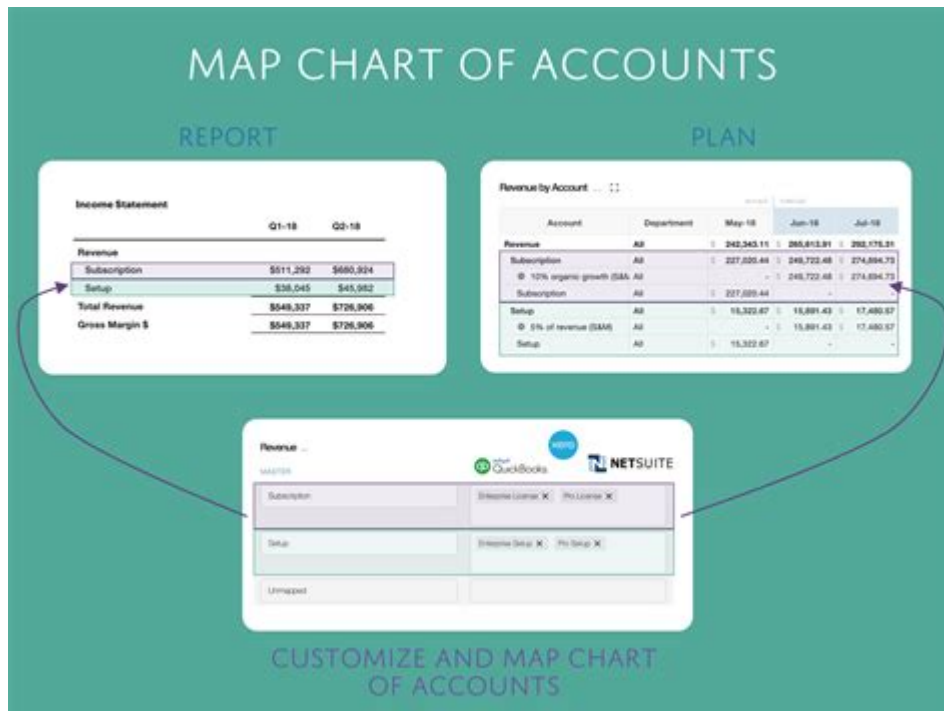 MAP CHART OF ACCOUNTS
REPORT
Income Statement
Q1-18 Q2-18
Revenue
Subscription $511,292 $680,924
Setup $38,045 $45,982
Total Revenue $549,337 $726,906
Gross Margin $ $549,337 $726,906
PLAN
Revenue by Account ...
Account Department May-18 Jun-18 Jul-18
Revenue All $ 242,343.11 $ 265,613.91 $ 292,175.31
Subscription All $ 227,020.44 $ 249,722.48 $ 274,694.73
10% organic growth (S&M All - $ 249,722.48 $ 274,694.73
Subscription All $ 227,020.44 - -
Setup All $ 15,322.67 $ 15,891.43 $ 17,480.57
5% of revenue (S&M) All - $ 15,891.43 $ 17,480.57
Setup All $ 15,322.67 - -
Revenue ...
MASTER
xero
QuickBooks
NETSUITE
Subscription
Enterprise License X Pro License X
Setup
Enterprise Setup X Pro Setup X
Unmapped
CUSTOMIZE AND MAP CHART
OF ACCOUNTS